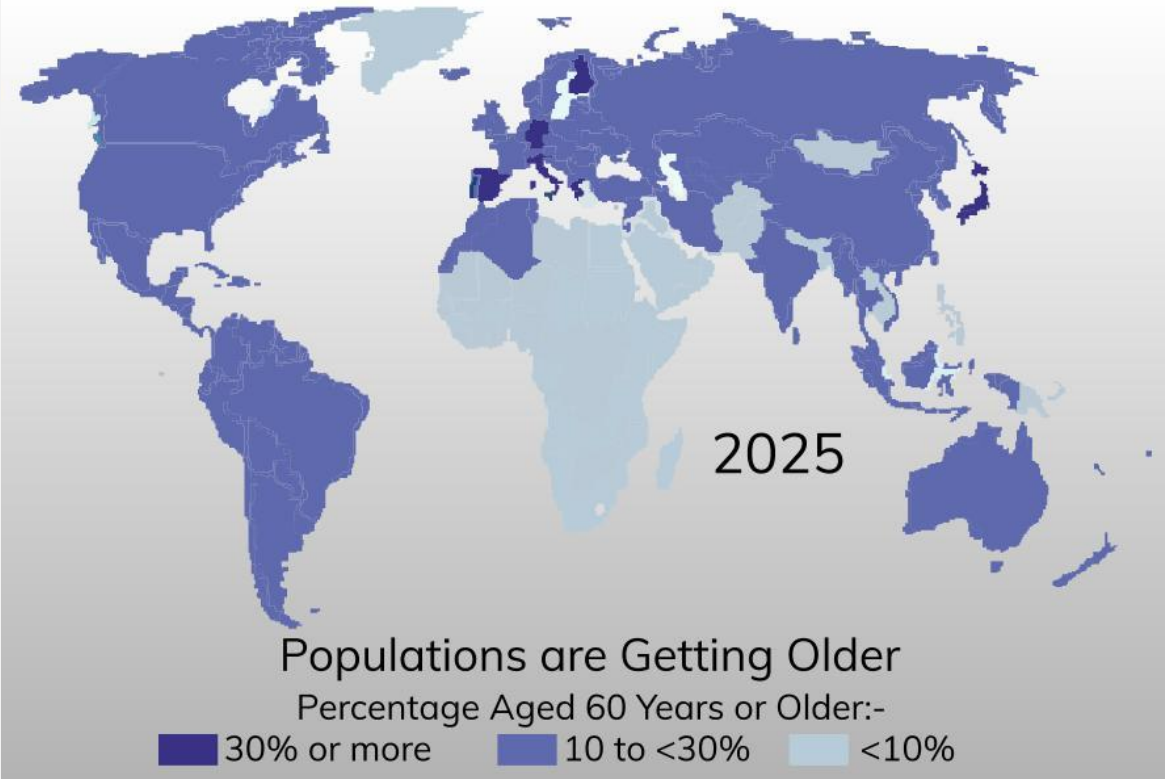 2025
Populations are Getting Older
Percentage Aged 60 Years or Older:-
30% or more 10 to <30% <10%